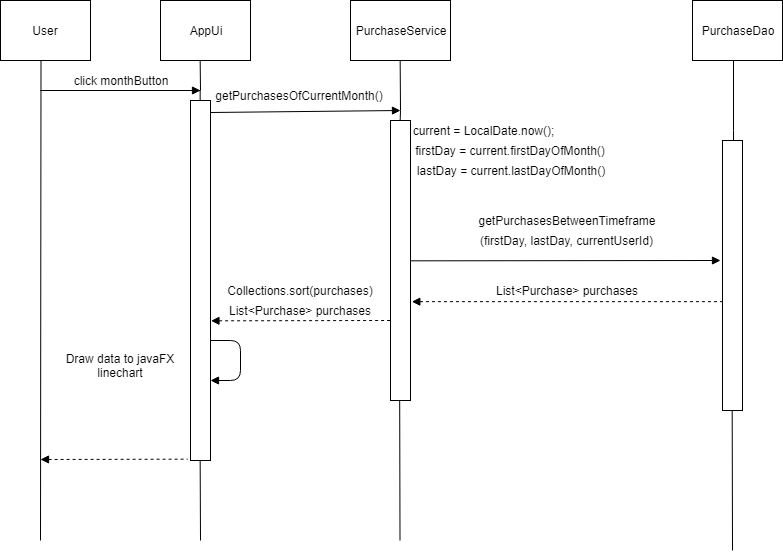 User
AppUi
PurchaseService
PurchaseDao
click monthButton
getPurchasesOfCurrentMonth()
current = LocalDate.now();
firstDay = current.firstDayOfMonth()
lastDay = current.lastDayOfMonth()
getPurchasesBetweenTimeframe
(firstDay, lastDay, currentUserId)
List<Purchase> purchases
Collections.sort(purchases)
List<Purchase> purchases
Draw data to javaFX
linechart